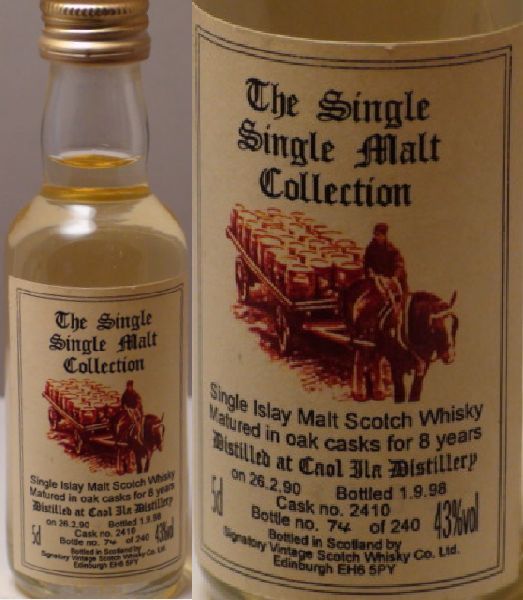 The Single
Single Malt
Collection
Single Islay Malt Scotch Whisky
Matured in oak casks for 8 years
Distilled at Caol Ila Distillery
on 26.2.90 Bottled 1.9.98
Cask no. 2410
5cl Bottle no. 74 of 240 43%vol
Bottled in Scotland by
Signatory Vintage Scotch Whisky Co. Ltd.
Edinburgh EH6 5PY
The Single
Single Malt
Collection
Single Islay Malt Scotch Whisky
Matured in oak casks for 8 years
Distilled at Caol Ila Distillery
on 26.2.90 Bottled 1.9.98
5cl Cask no. 2410 43%vol
Bottle no. 74 of 240
Bottled in Scotland by
Signatory Vintage Scotch Whisky Co. Ltd.
Edinburgh EH6 5PY